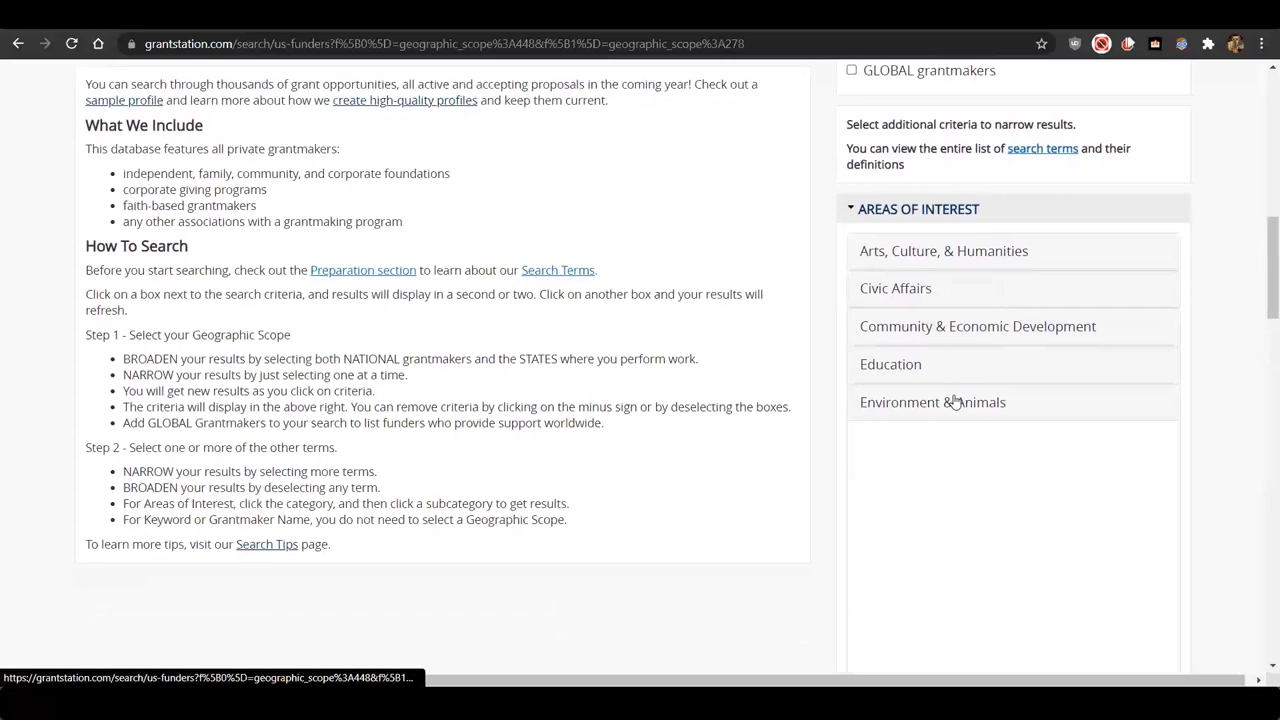 grantstation.com/search/us-funders?f%5B0%5D=geographic_scope%3A448&f%5B1%5D=geographic_scope%3A278
You can search through thousands of grant opportunities, all active and accepting proposals in the coming year! Check out a
sample profile and learn more about how we create high-quality profiles and keep them current.
What We Include
This database features all private grantmakers:
• independent, family, community, and corporate foundations
• corporate giving programs
• faith-based grantmakers
• any other associations with a grantmaking program
How To Search
Before you start searching, check out the Preparation section to learn about our Search Terms.
Click on a box next to the search criteria, and results will display in a second or two. Click on another box and your results will
refresh.
Step 1 - Select your Geographic Scope
• BROADEN your results by selecting both NATIONAL grantmakers and the STATES where you perform work.
• NARROW your results by just selecting one at a time.
• You will get new results as you click on criteria.
• The criteria will display in the above right. You can remove criteria by clicking on the minus sign or by deselecting the boxes.
• Add GLOBAL Grantmakers to your search to list funders who provide support worldwide.
Step 2 - Select one or more of the other terms.
• NARROW your results by selecting more terms.
• BROADEN your results by deselecting any term.
• For Areas of Interest, click the category, and then click a subcategory to get results.
• For Keyword or Grantmaker Name, you do not need to select a Geographic Scope.
To learn more tips, visit our Search Tips page.
GLOBAL grantmakers
Select additional criteria to narrow results.
You can view the entire list of search terms and their
definitions
AREAS OF INTEREST
Arts, Culture, & Humanities
Civic Affairs
Community & Economic Development
Education
Environment & Animals
https://grantstation.com/search/us-funders?f%5B0%5D=geographic_scope%3A448&f%5B1...